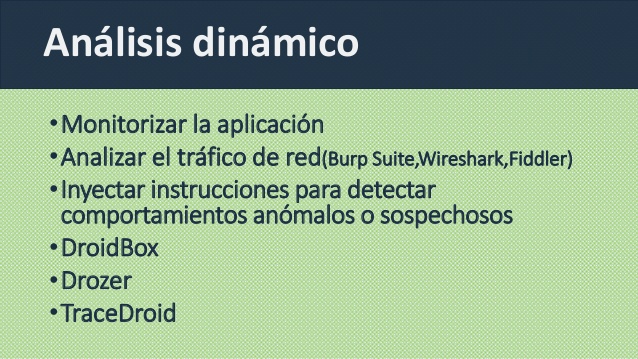 Análisis dinámico
•Monitorizar la aplicación
•Analizar el tráfico de red(Burp Suite,Wireshark,Fiddler)
•Inyectar instrucciones para detectar
comportamientos anómalos o sospechosos
•DroidBox
•Drozer
•TraceDroid